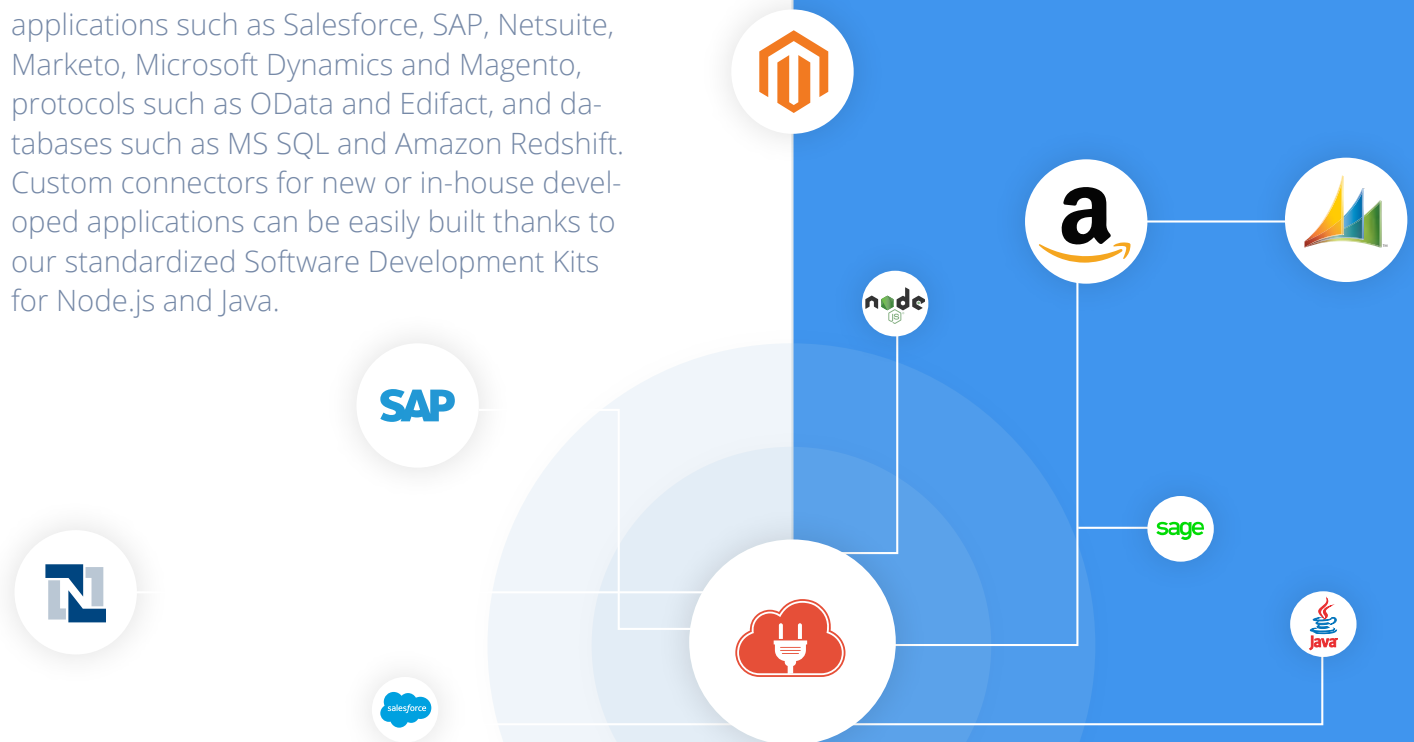 applications such as Salesforce, SAP, Netsuite,
Marketo, Microsoft Dynamics and Magento,
protocols such as OData and Edifact, and da-
tabases such as MS SQL and Amazon Redshift.
Custom connectors for new or in-house devel-
oped applications can be easily built thanks to
our standardized Software Development Kits
for Node.js and Java.
a
node
JS
SAP
sage
N
Java
salesforce